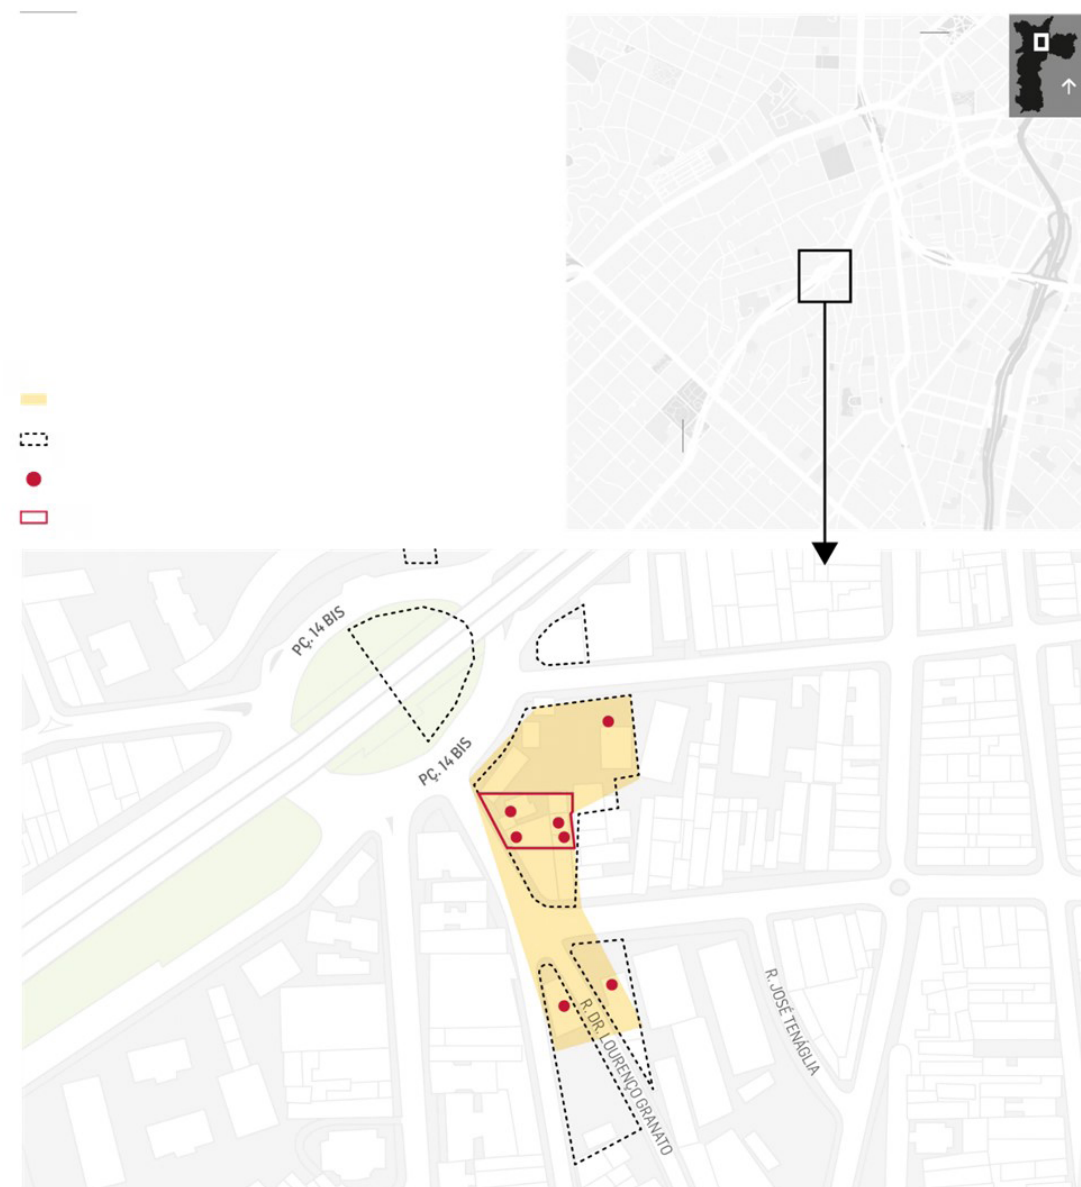 PÇ. 14 BIS
PÇ. 14 BIS
R. DR. LOURENÇO GRANATO
R. JOSÉ TENÁGLIA